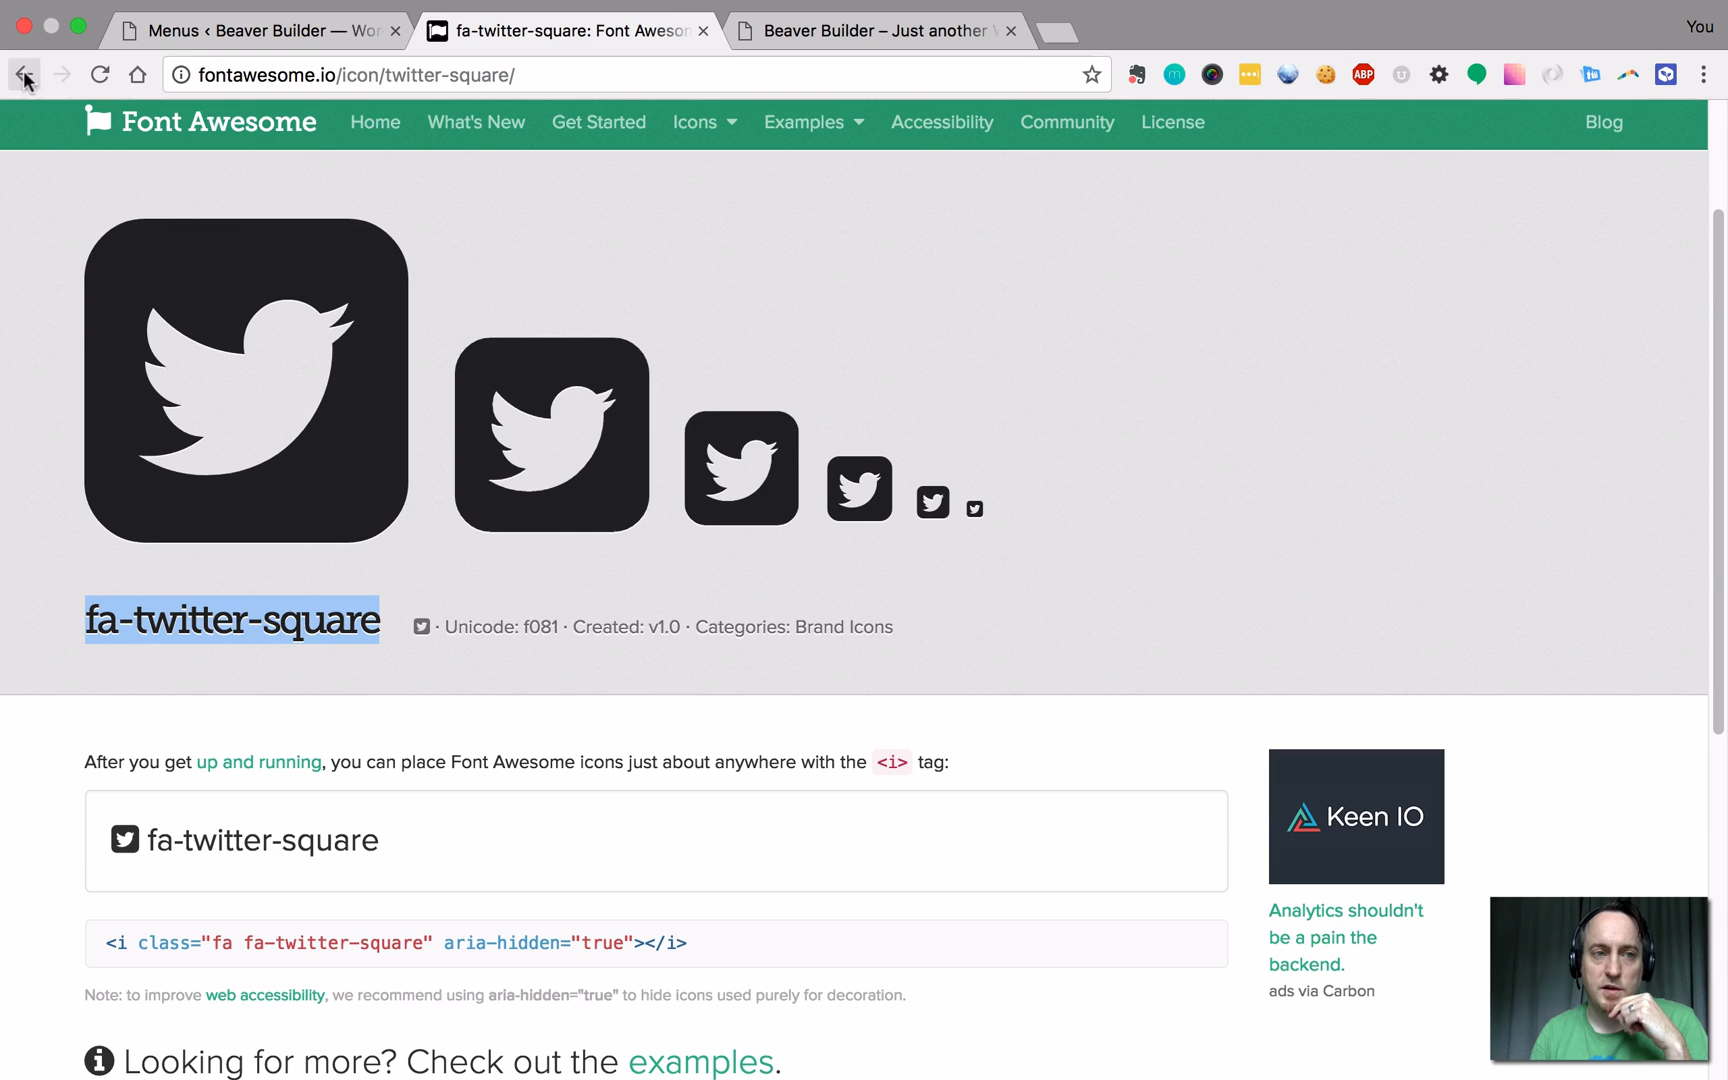 Menus ‹ Beaver Builder — Wor
fa-twitter-square: Font Aweson
Beaver Builder – Just another W
You
fontawesome.io/icon/twitter-square/
ABP
Font Awesome
Home
What's New
Get Started
Icons
Examples
Accessibility
Community
License
Blog
fa-twitter-square
· Unicode: f081 · Created: v1.0 · Categories: Brand Icons
After you get up and running, you can place Font Awesome icons just about anywhere with the <i> tag:
fa-twitter-square
<i class="fa fa-twitter-square" aria-hidden="true"></i>
Note: to improve web accessibility, we recommend using aria-hidden="true" to hide icons used purely for decoration.
Looking for more? Check out the examples.
Keen IO
Analytics shouldn't
be a pain the
backend.
ads via Carbon